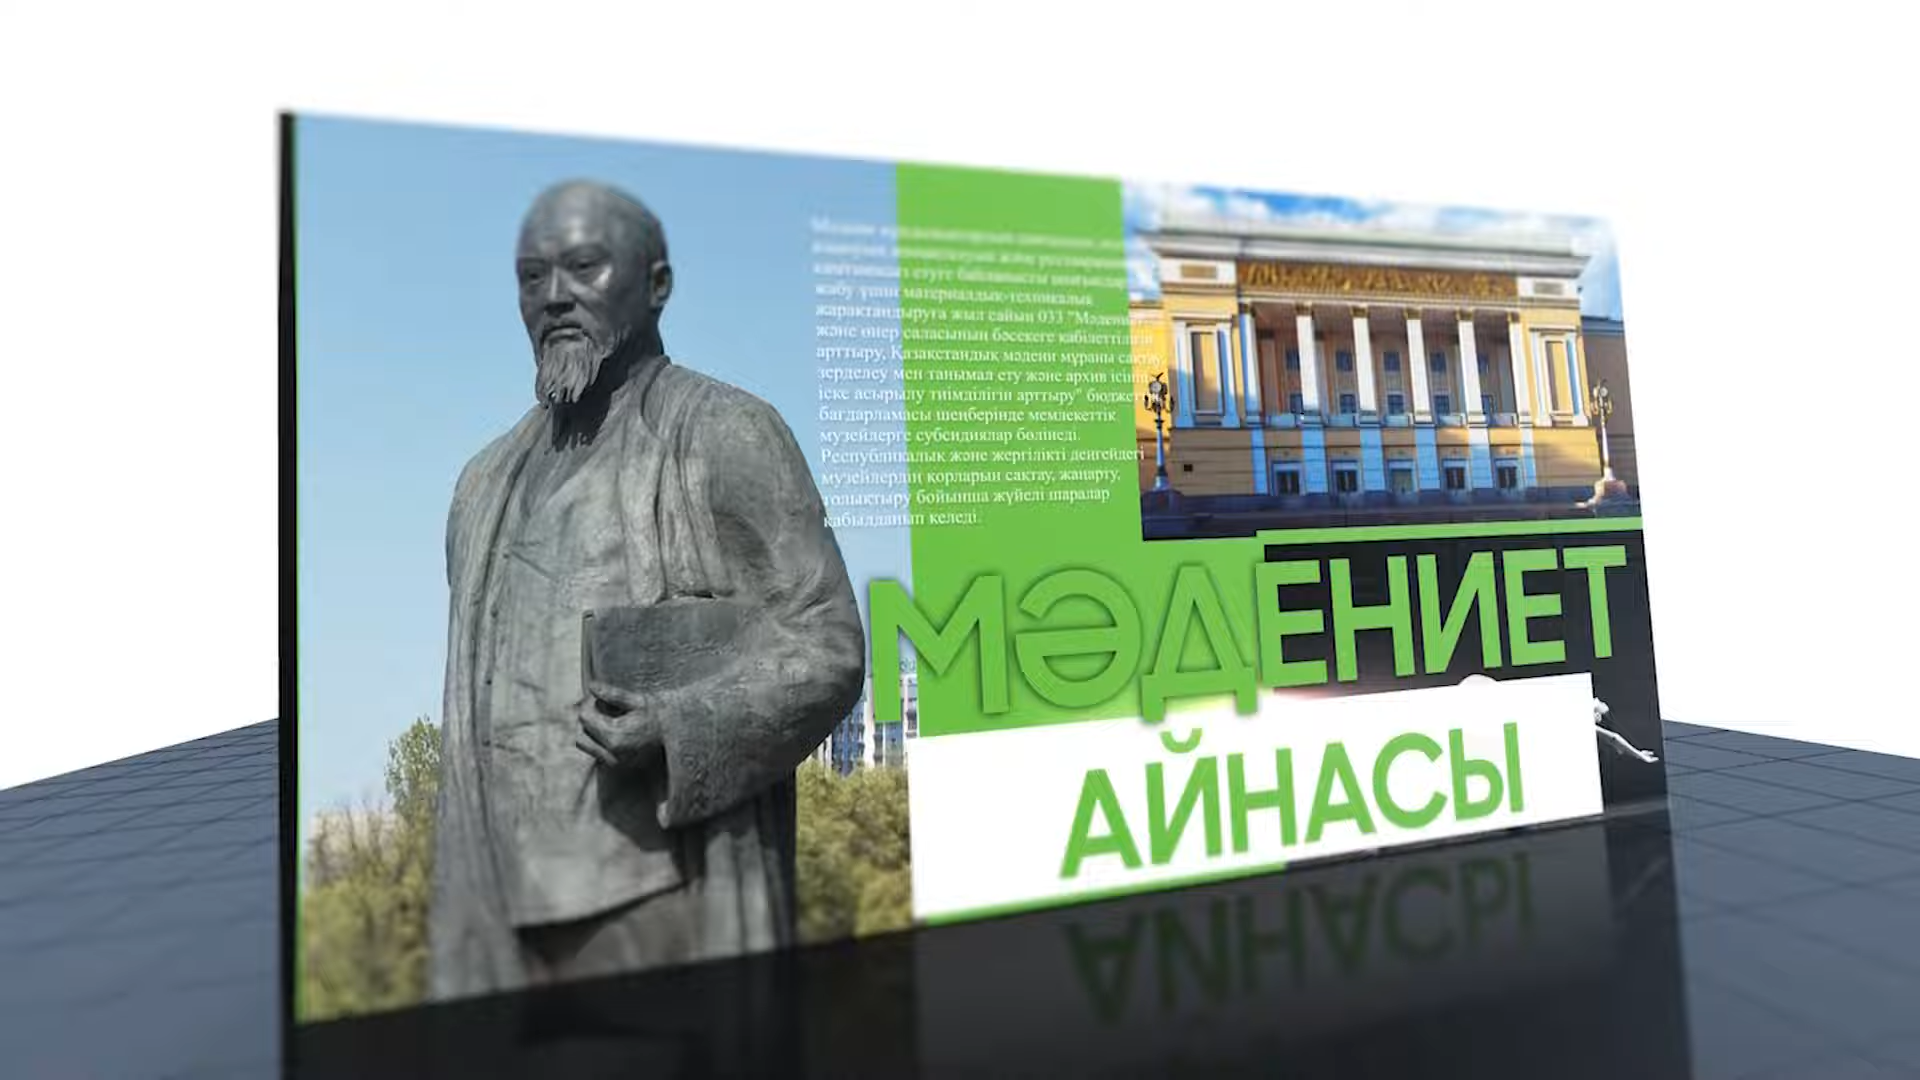 жабу үшін материалдық-техникалық
жарақтандыруға жыл сайын 033 "Мәдениет
және өнер саласының бәсекеге қабілеттілігін
арттыру, Қазақстандық мәдени мұраны сақтау,
зерделеу мен танымал ету және архив ісінің
іске асырылу тиімділігін арттыру" бюджеттік
бағдарламасы шеңберінде мемлекеттік
музейлерге субсидиялар бөлінеді.
Республикалық және жергілікті деңгейдегі
музейлердің қорларын сақтау, жаңарту,
толықтыру бойынша жүйелі шаралар
қабылданып келеді.
МӘДЕНИЕТ
АЙНАСЫ